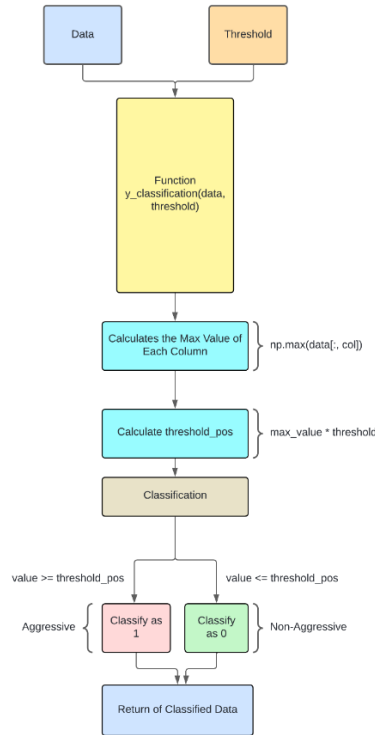 Data
Threshold
Function
y_classification(data,
threshold)
Calculates the Max Value of
Each Column
np.max(data[:, col])
Calculate threshold_pos
max_value * threshold
Classification
value >= threshold_pos
value <= threshold_pos
Aggressive
Classify as
1
Classify
as 0
Non-Aggressive
Return of Classified Data